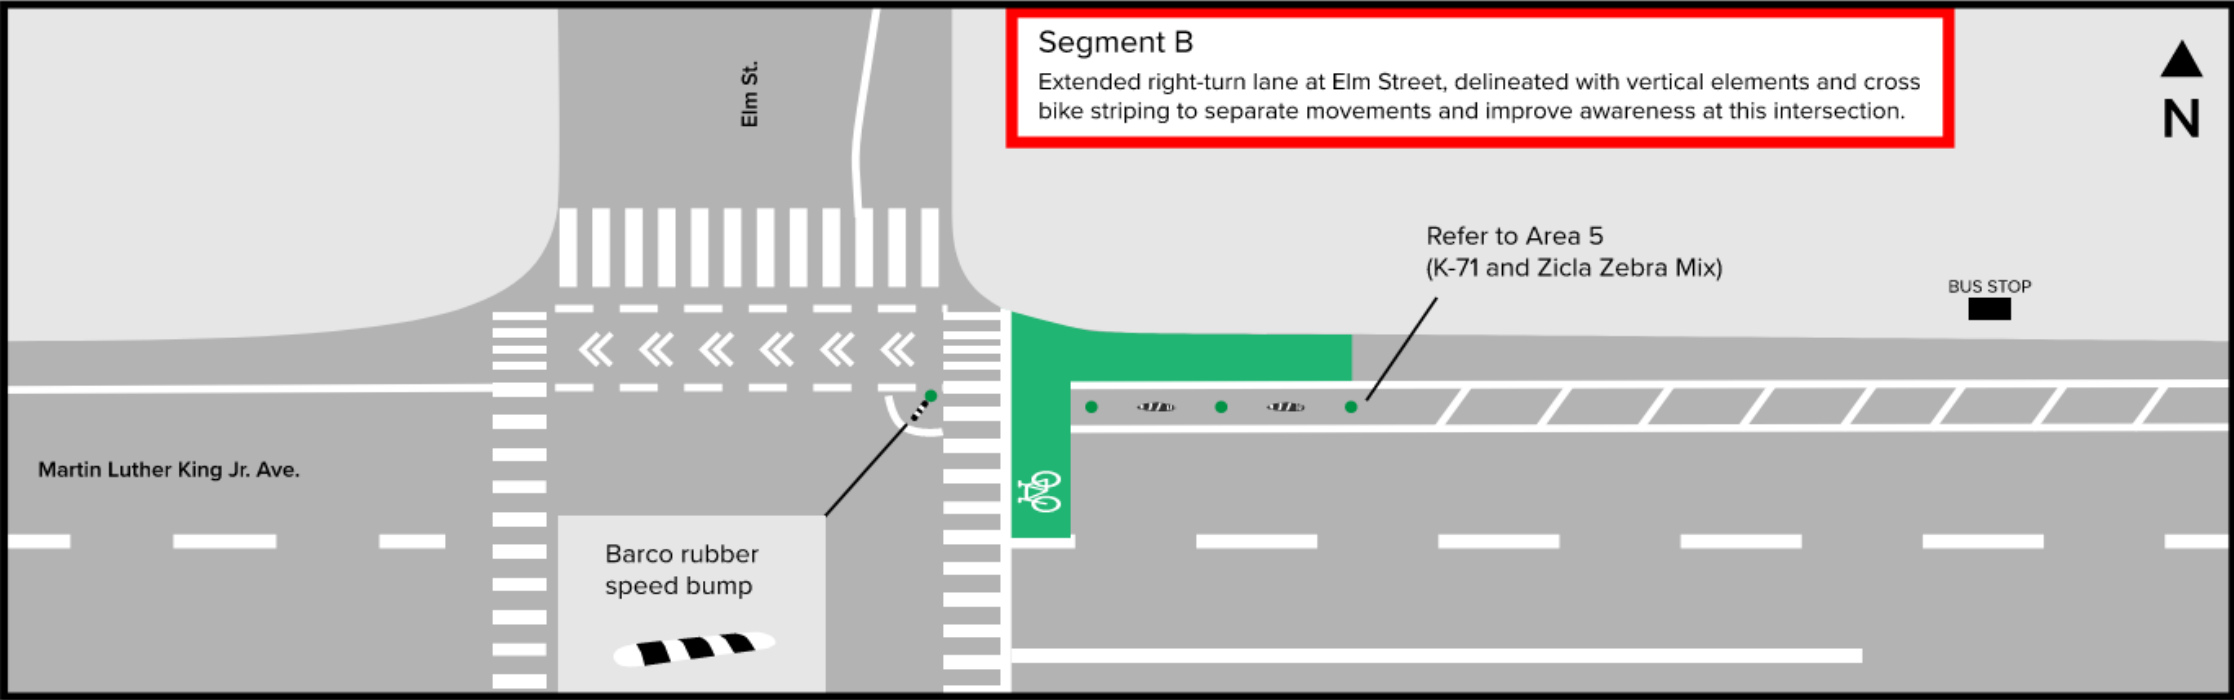 Elm St.
Segment B
Extended right-turn lane at Elm Street, delineated with vertical elements and cross
bike striping to separate movements and improve awareness at this intersection.
N
Refer to Area 5
(K-71 and Zicla Zebra Mix)
BUS STOP
Martin Luther King Jr. Ave.
Barco rubber
speed bump